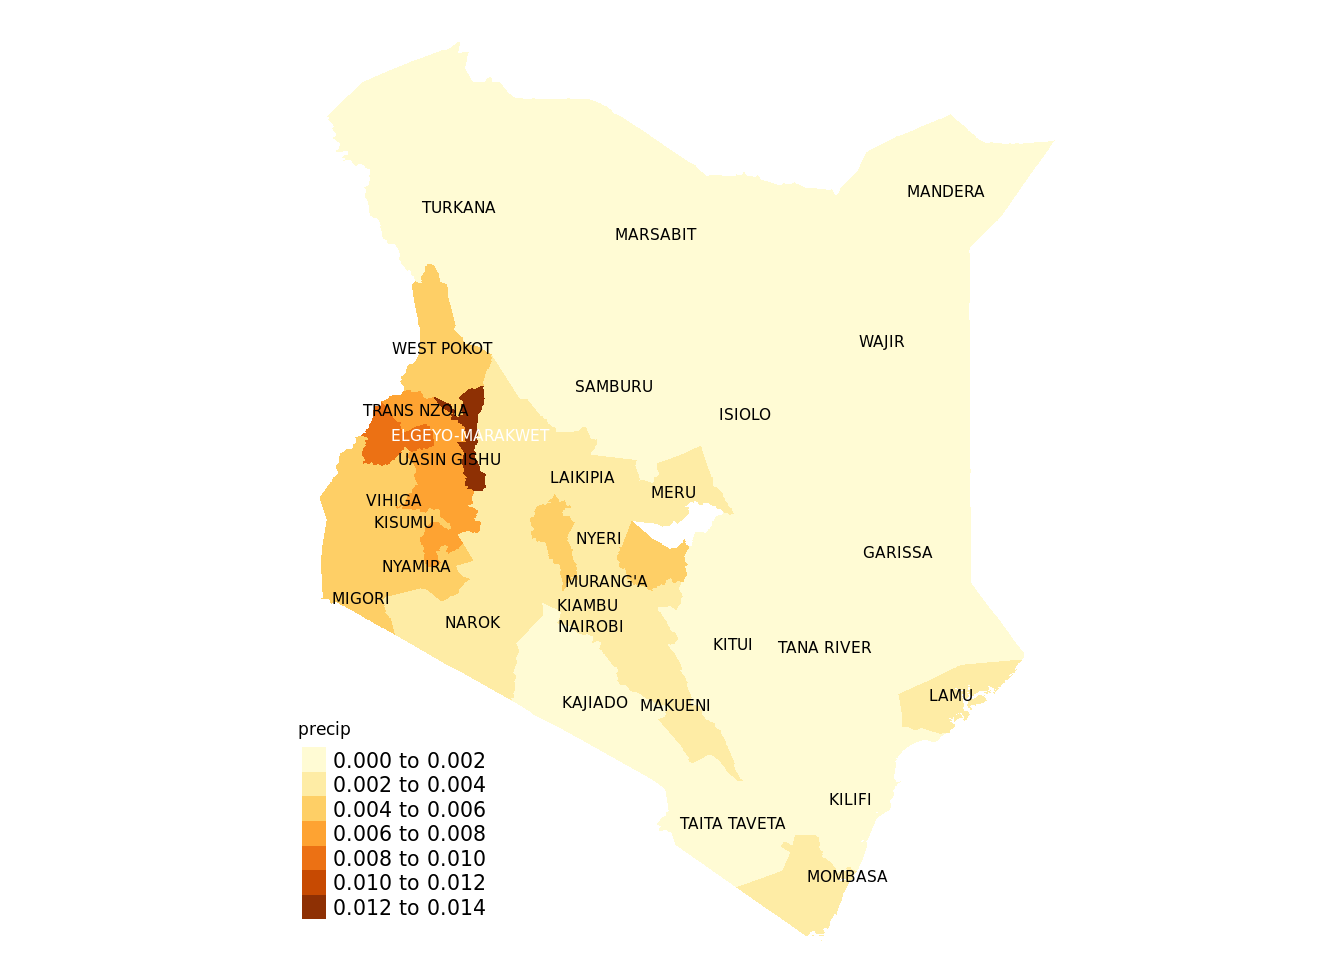 MANDERA
TURKANA
MARSABIT
WAJIR
WEST POKOT
SAMBURU
TRANS NZOIA
ISIOLO
ELGEYO-MARAKWET
UASIN GISHU
LAIKIPIA
MERU
VIHIGA
KISUMU
NYERI
GARISSA
NYAMIRA
MURANG'A
MIGORI
KIAMBU
NAROK
NAIROBI
KITUI
TANA RIVER
LAMU
KAJIADO
MAKUENI
KILIFI
TAITA TAVETA
MOMBASA
precip
0.000 to 0.002
0.002 to 0.004
0.004 to 0.006
0.006 to 0.008
0.008 to 0.010
0.010 to 0.012
0.012 to 0.014